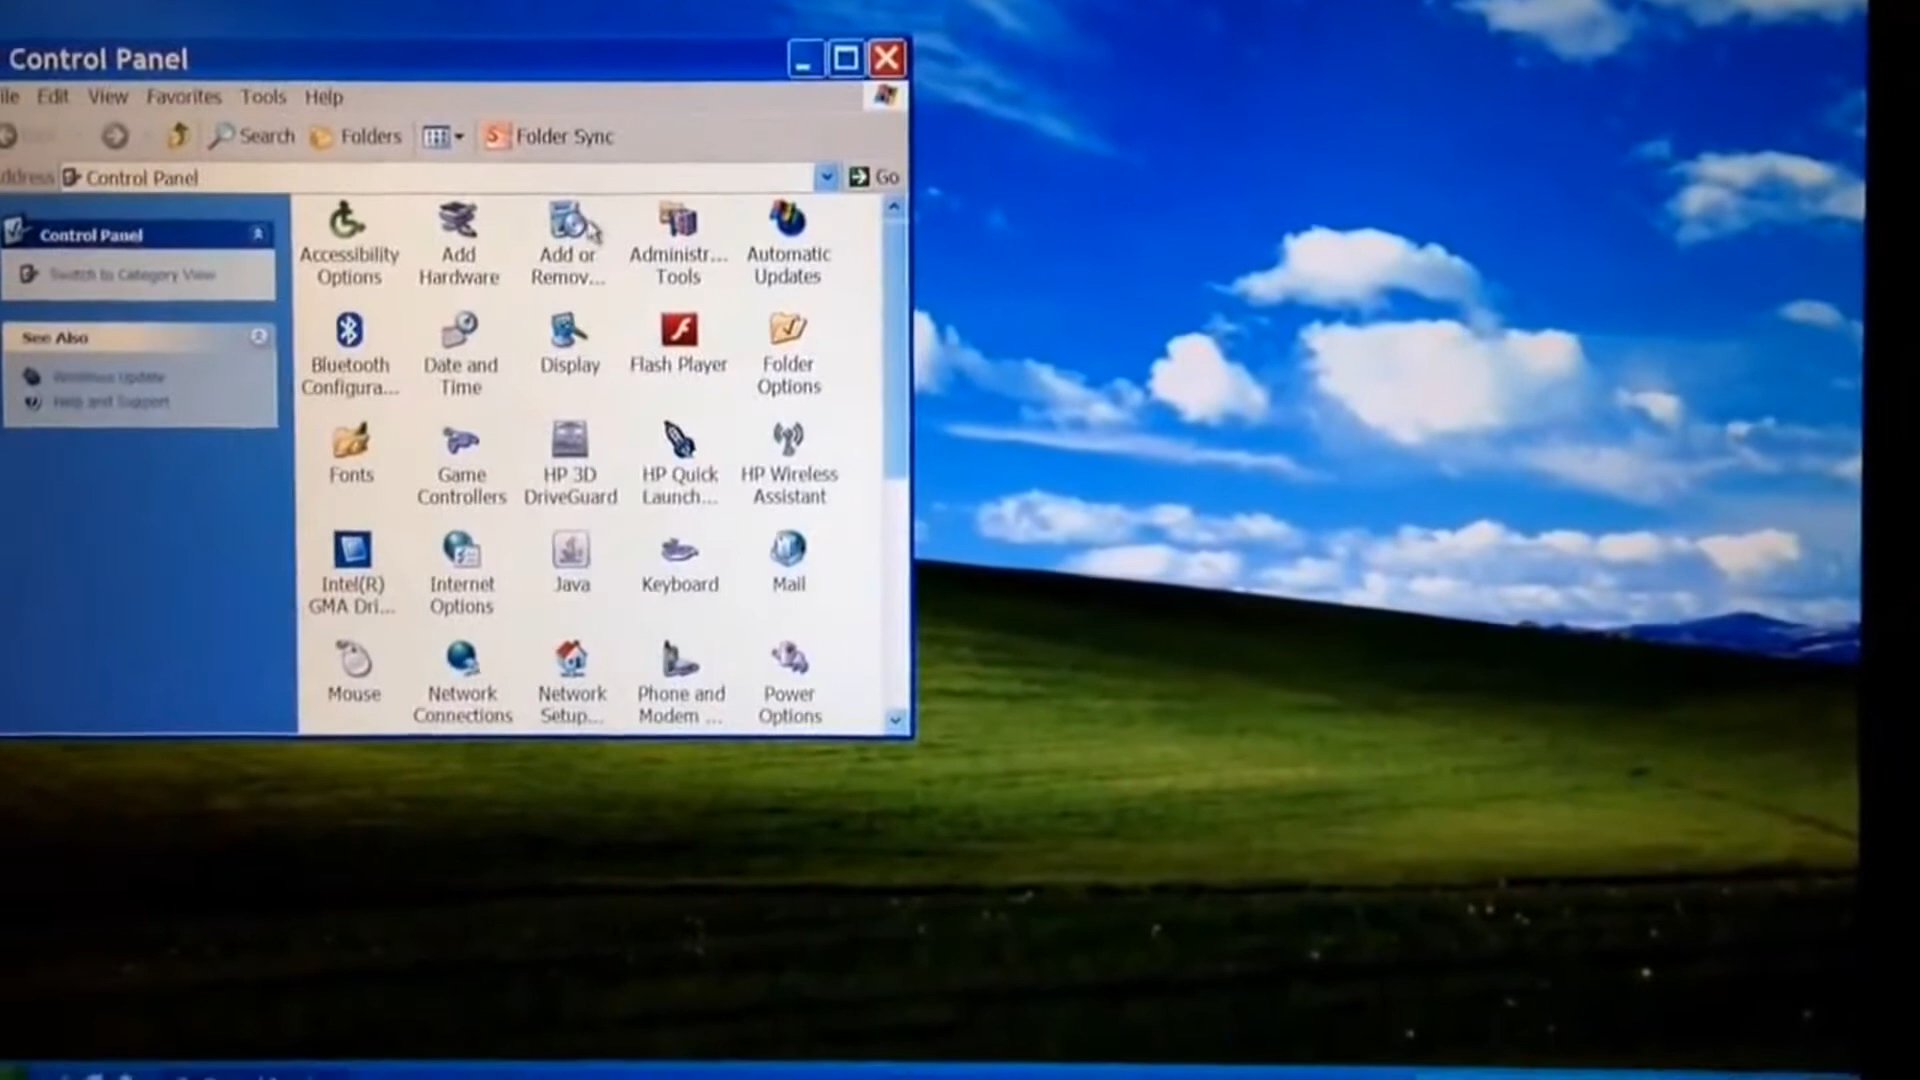 Control Panel
ile Edit View Favorites Tools Help
Search Folders Folder Sync
ddress Control Panel Go
Control Panel
Switch to Category View
See Also
Windows Update
Help and Support
Accessibility
Options
Add
Hardware
Add or
Remov...
Administr...
Tools
Automatic
Updates
Bluetooth
Configura...
Date and
Time
Display
Flash Player
Folder
Options
Fonts
Game
Controllers
HP 3D
DriveGuard
HP Quick
Launch...
HP Wireless
Assistant
Intel(R)
GMA Dri...
Internet
Options
Java
Keyboard
Mail
Mouse
Network
Connections
Network
Setup...
Phone and
Modem ...
Power
Options